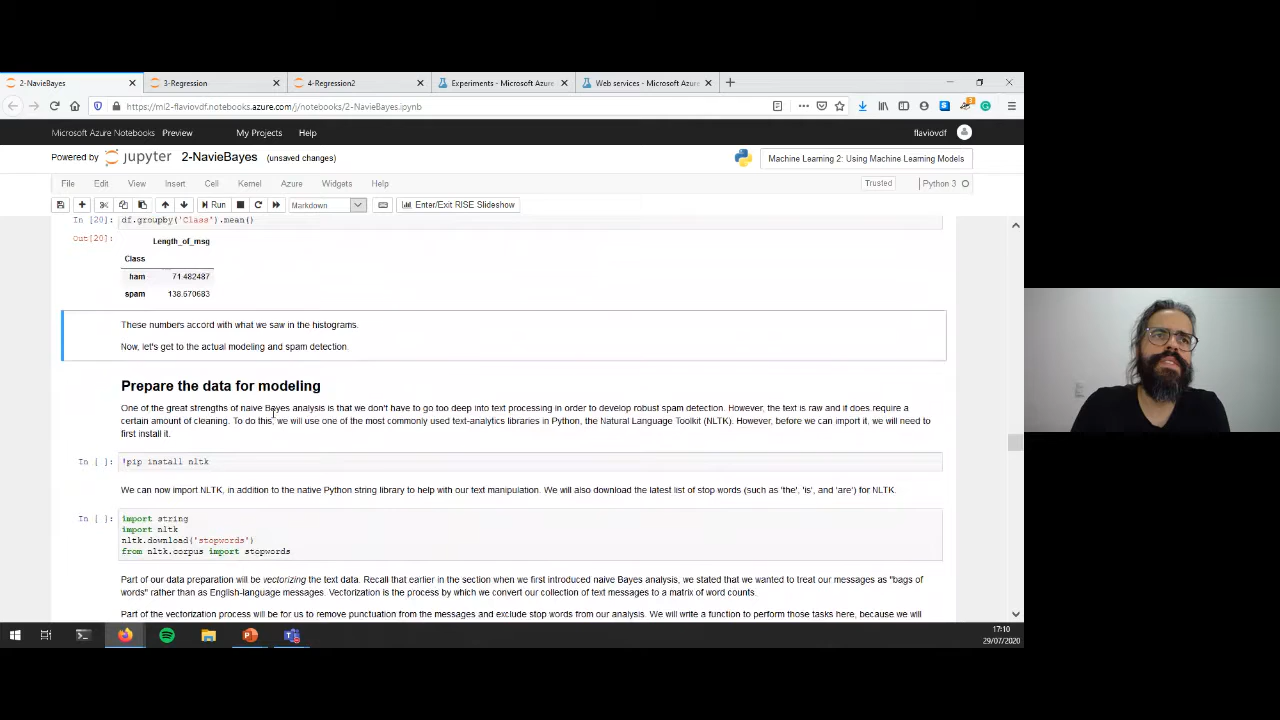 2-NavieBayes
3-Regression
4-Regression2
Experiments - Microsoft Azure
Web services - Microsoft Azure
https://ml2-flaviovdf.notebooks.azure.com/j/notebooks/2-NavieBayes.ipynb
3
Microsoft Azure Notebooks Preview My Projects Help flaviovdf
Powered by jupyter 2-NavieBayes (unsaved changes) Machine Learning 2: Using Machine Learning Models
File Edit View Insert Cell Kernel Azure Widgets Help Trusted Python 3
Run Markdown Enter/Exit RISE Slideshow
In [20]: df.groupby('Class').mean()
Out[20]:
Length_of_msg
Class
ham 71.482487
spam 138.670683
These numbers accord with what we saw in the histograms.
Now, let's get to the actual modeling and spam detection.
Prepare the data for modeling
One of the great strengths of naive Bayes analysis is that we don't have to go too deep into text processing in order to develop robust spam detection. However, the text is raw and it does require a
certain amount of cleaning. To do this, we will use one of the most commonly used text-analytics libraries in Python, the Natural Language Toolkit (NLTK). However, before we can import it, we will need to
first install it.
In [ ]: !pip install nltk
We can now import NLTK, in addition to the native Python string library to help with our text manipulation. We will also download the latest list of stop words (such as 'the', 'is', and 'are') for NLTK.
In [ ]: import string
import nltk
nltk.download('stopwords')
from nltk.corpus import stopwords
Part of our data preparation will be vectorizing the text data. Recall that earlier in the section when we first introduced naive Bayes analysis, we stated that we wanted to treat our messages as "bags of
words" rather than as English-language messages. Vectorization is the process by which we convert our collection of text messages to a matrix of word counts.
Part of the vectorization process will be for us to remove punctuation from the messages and exclude stop words from our analysis. We will write a function to perform those tasks here, because we will
17:10
29/07/2020